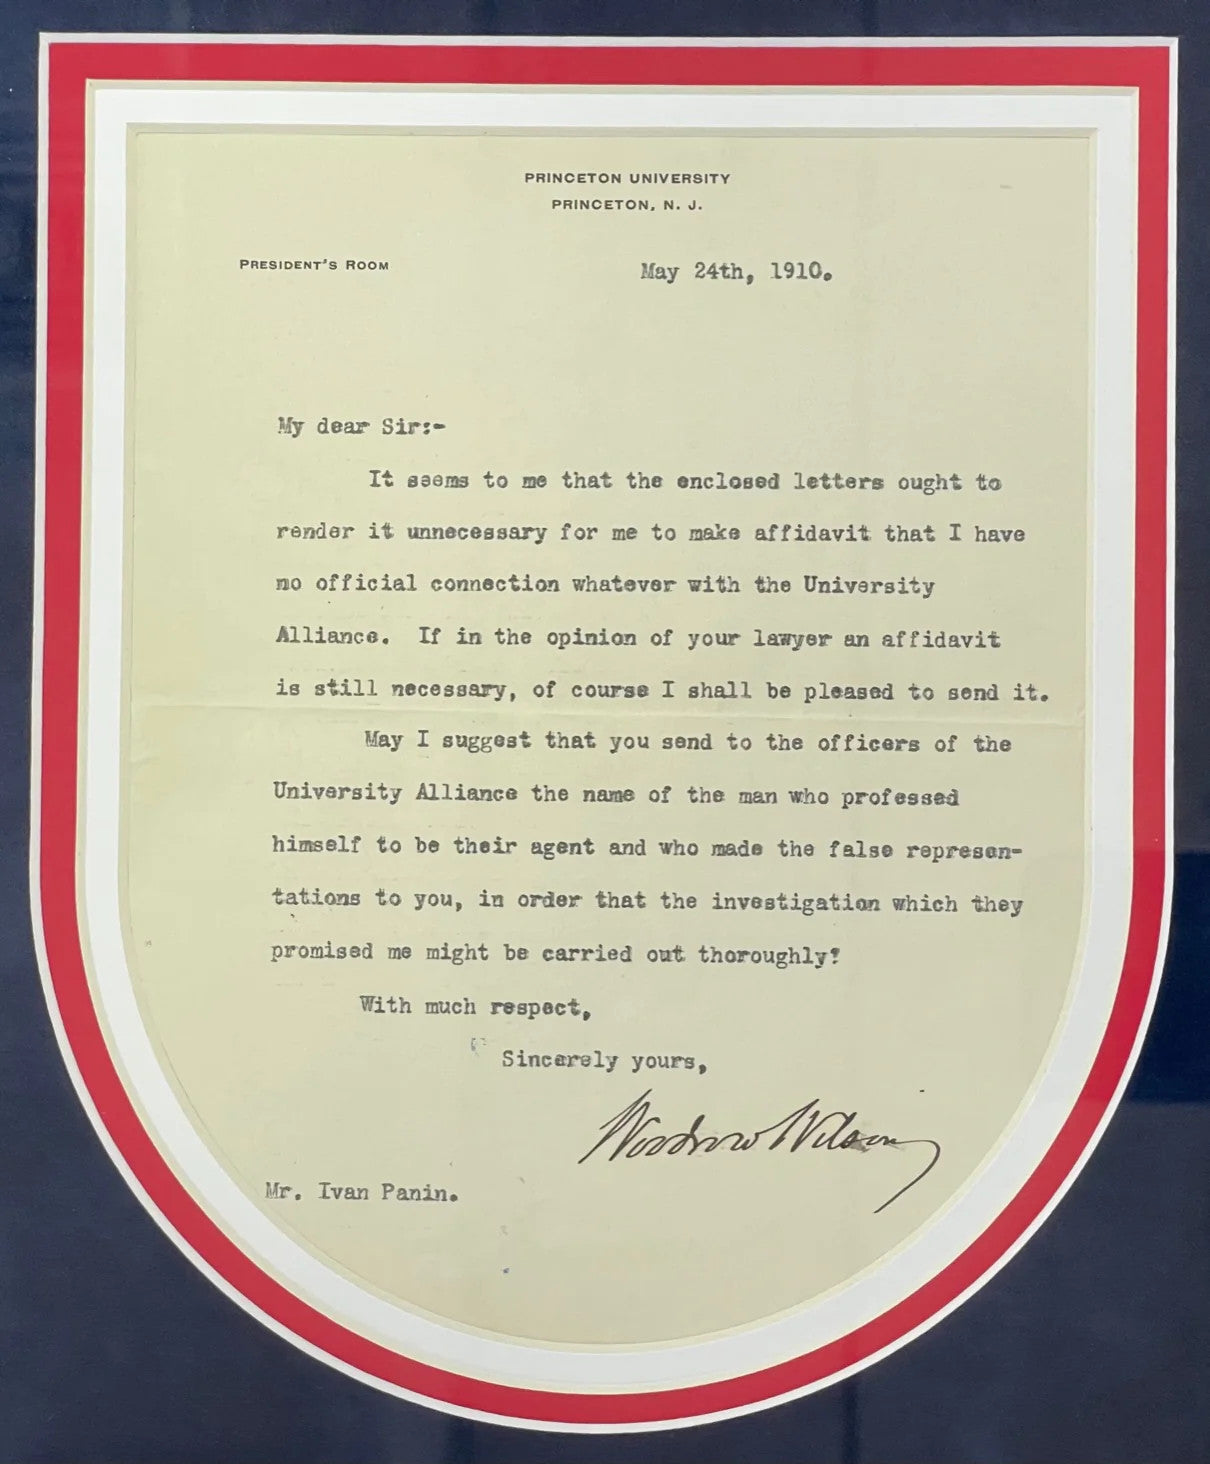 PRINCETON UNIVERSITY
PRINCETON, N. J.
PRESIDENT'S ROOM
May 24th, 1910.
My dear Sir:-
It seems to me that the enclosed letters ought to
render it unnecessary for me to make affidavit that I have
no official connection whatever with the University
Alliance. If in the opinion of your lawyer an affidavit
is still necessary, of course I shall be pleased to send it.
May I suggest that you send to the officers of the
University Alliance the name of the man who professed
himself to be their agent and who made the false represen-
tations to you, in order that the investigation which they
promised me might be carried out thoroughly?
With much respect,
Sincerely yours,
Woodrow Wilson
Mr. Ivan Panin.